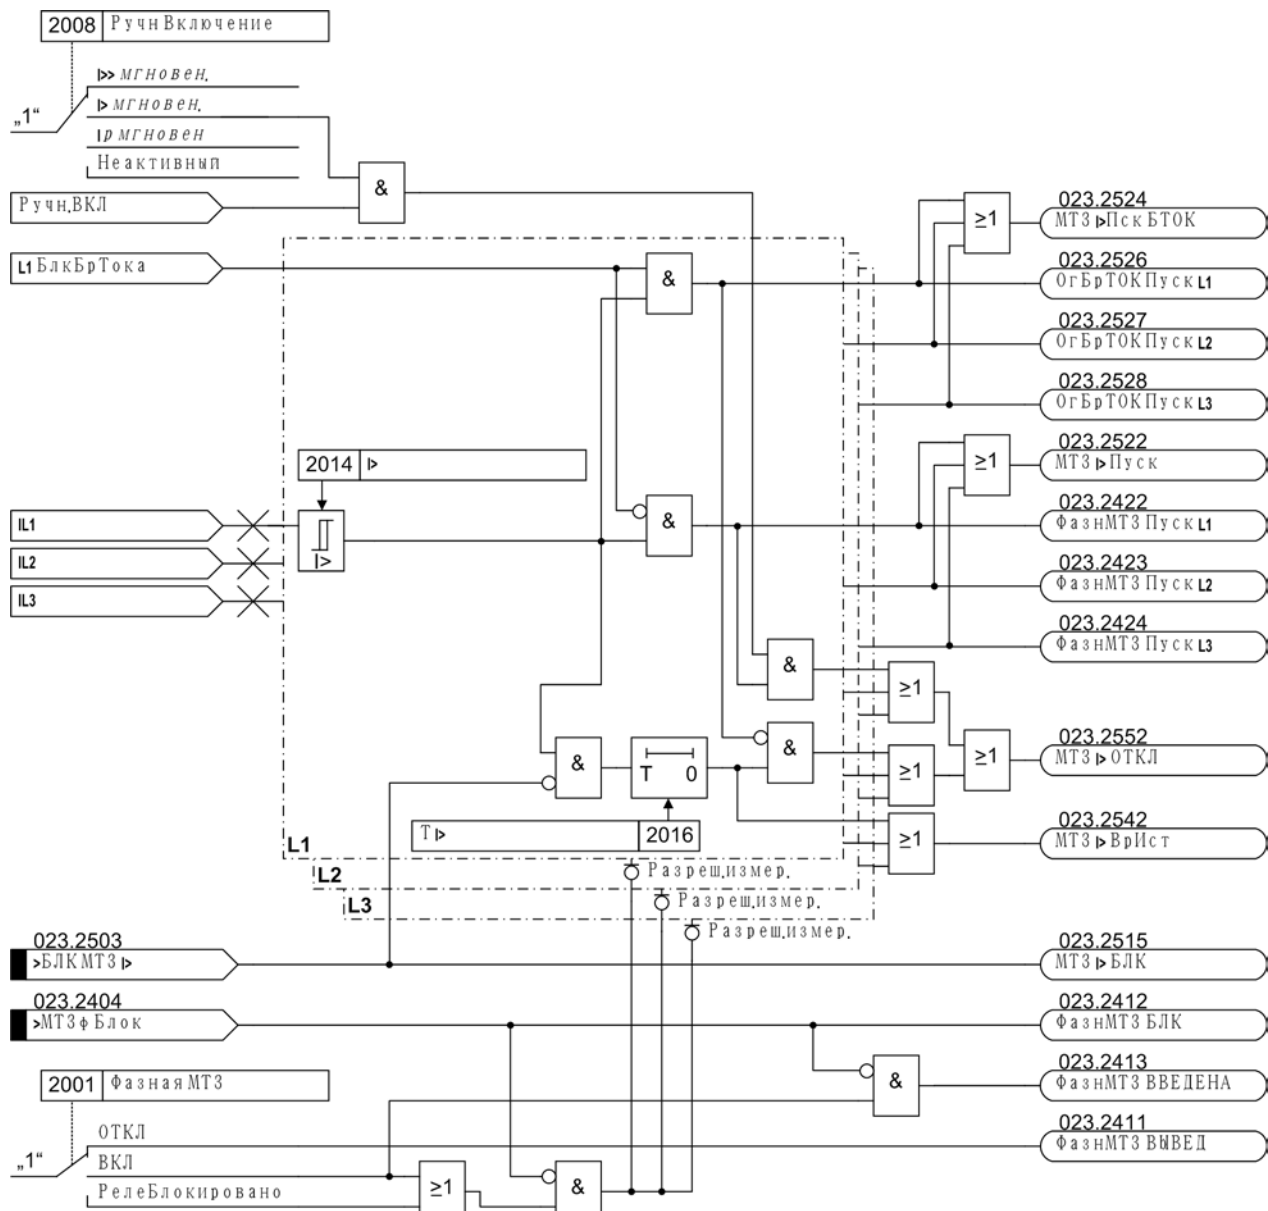 2008 РучнВключение
I>> мгновен.
I> мгновен.
Iр мгновен
Неактивный
„1“
&
Ручн.ВКЛ
L1 БлкБрТока
&
≥1
023.2524
МТЗ I>Пск БТОК
023.2526
ОгБрТОКПуск L1
023.2527
ОгБрТОКПуск L2
023.2528
ОгБрТОКПуск L3
2014 I>
IL1
IL2
IL3
I>
&
≥1
023.2522
МТЗ I>Пуск
023.2422
ФазнМТЗ Пуск L1
023.2423
ФазнМТЗ Пуск L2
023.2424
ФазнМТЗ Пуск L3
&
≥1
&
T 0
&
≥1
≥1
023.2552
МТЗ I>ОТКЛ
T I> 2016
≥1
023.2542
МТЗ I>ВрИст
L1
Разреш.измер.
L2
Разреш.измер.
L3
Разреш.измер.
023.2503
>БЛКМТЗ I>
023.2515
МТЗ I>БЛК
023.2404
>МТЗф Блок
023.2412
ФазнМТЗ БЛК
2001 ФазнаяМТЗ
&
023.2413
ФазнМТЗ ВВЕДЕНА
ОТКЛ
023.2411
ФазнМТЗ ВЫВЕД
„1“
ВКЛ
РелеБлокировано
≥1
&